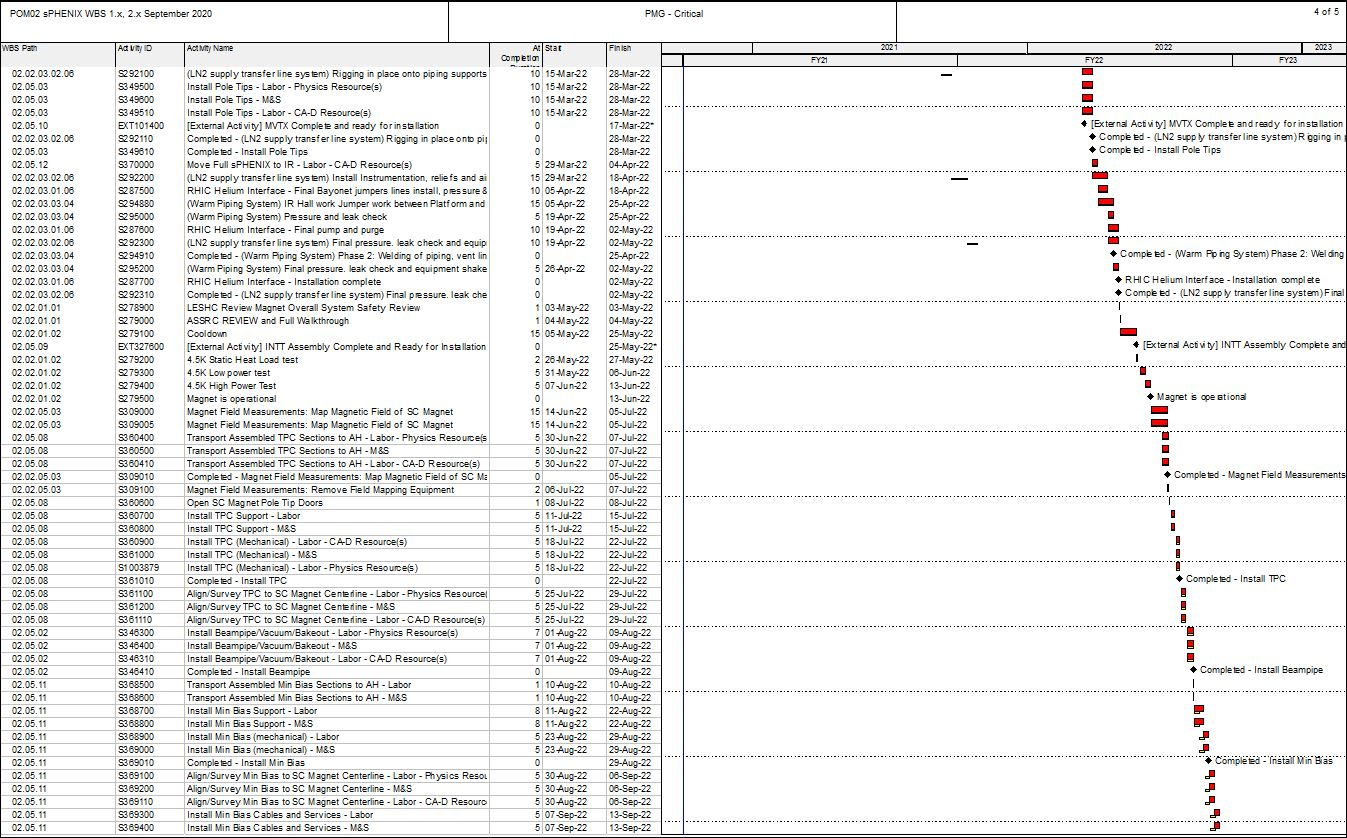 POM02 sPHENIX WBS 1.x, 2.x September 2020 PMG - Critical 4 of 5
WBS Path Activity ID Activity Name At Completion Start Finish 2021 2022 2023
FY21 FY22 FY23
02.02.03.02.06 S292100 (LN2 supply transfer line system) Rigging in place onto piping supports 10 15-Mar-22 28-Mar-22
02.05.03 S349500 Install Pole Tips - Labor - Physics Resource(s) 10 15-Mar-22 28-Mar-22
02.05.03 S349600 Install Pole Tips - M&S 10 15-Mar-22 28-Mar-22
02.05.03 S349510 Install Pole Tips - Labor - CA-D Resource(s) 10 15-Mar-22 28-Mar-22
02.05.10 EXT101400 [External Activity] MVTX Complete and ready for installation 0 17-Mar-22* [External Activity] MVTX Complete and ready for installation
02.02.03.02.06 S292110 Completed - (LN2 supply transfer line system) Rigging in place onto pip 0 28-Mar-22 Completed - (LN2 supply transfer line system) Rigging in p
02.05.03 S349610 Completed - Install Pole Tips 0 28-Mar-22 Completed - Install Pole Tips
02.05.12 S370000 Move Full sPHENIX to IR - Labor - CA-D Resource(s) 5 29-Mar-22 04-Apr-22
02.02.03.02.06 S292200 (LN2 supply transfer line system) Install Instrumentation, reliefs and ai 15 29-Mar-22 18-Apr-22
02.02.03.01.06 S287500 RHIC Helium Interface - Final Bayonet jumpers lines install, pressure & 10 05-Apr-22 18-Apr-22
02.02.03.03.04 S294880 (Warm Piping System) IR Hall work Jumper work between Platform and 15 05-Apr-22 25-Apr-22
02.02.03.03.04 S295000 (Warm Piping System) Pressure and leak check 5 19-Apr-22 25-Apr-22
02.02.03.01.06 S287600 RHIC Helium Interface - Final pump and purge 10 19-Apr-22 02-May-22
02.02.03.02.06 S292300 (LN2 supply transfer line system) Final pressure. leak check and equip 10 19-Apr-22 02-May-22
02.02.03.03.04 S294910 Completed - (Warm Piping System) Phase 2: Welding of piping, vent lin 0 25-Apr-22 Completed - (Warm Piping System) Phase 2: Welding
02.02.03.03.04 S295200 (Warm Piping System) Final pressure. leak check and equipment shake 5 26-Apr-22 02-May-22
02.02.03.01.06 S287700 RHIC Helium Interface - Installation complete 0 02-May-22 RHIC Helium Interface - Installation complete
02.02.03.02.06 S292310 Completed - (LN2 supply transfer line system) Final pressure. leak che 0 02-May-22 Completed - (LN2 supply transfer line system) Final
02.02.01.01 S278900 LESHC Review Magnet Overall System Safety Review 1 03-May-22 03-May-22
02.02.01.01 S279000 ASSRC REVIEW and Full Walkthrough 1 04-May-22 04-May-22
02.02.01.02 S279100 Cooldown 15 05-May-22 25-May-22
02.05.09 EXT327600 [External Activity] INTT Assembly Complete and Ready for Installation 0 25-May-22* [External Activity] INTT Assembly Complete and
02.02.01.02 S279200 4.5K Static Heat Load test 2 26-May-22 27-May-22
02.02.01.02 S279300 4.5K Low power test 5 31-May-22 06-Jun-22
02.02.01.02 S279400 4.5K High Power Test 5 07-Jun-22 13-Jun-22
02.02.01.02 S279500 Magnet is operational 0 13-Jun-22 Magnet is operational
02.02.05.03 S309000 Magnet Field Measurements: Map Magnetic Field of SC Magnet 15 14-Jun-22 05-Jul-22
02.02.05.03 S309005 Magnet Field Measurements: Map Magnetic Field of SC Magnet 15 14-Jun-22 05-Jul-22
02.05.08 S360400 Transport Assembled TPC Sections to AH - Labor - Physics Resource(s 5 30-Jun-22 07-Jul-22
02.05.08 S360500 Transport Assembled TPC Sections to AH - M&S 5 30-Jun-22 07-Jul-22
02.05.08 S360410 Transport Assembled TPC Sections to AH - Labor - CA-D Resource(s) 5 30-Jun-22 07-Jul-22
02.02.05.03 S309010 Completed - Magnet Field Measurements: Map Magnetic Field of SC Ma 0 05-Jul-22 Completed - Magnet Field Measurements
02.02.05.03 S309100 Magnet Field Measurements: Remove Field Mapping Equipment 2 06-Jul-22 07-Jul-22
02.05.08 S360600 Open SC Magnet Pole Tip Doors 1 08-Jul-22 08-Jul-22
02.05.08 S360700 Install TPC Support - Labor 5 11-Jul-22 15-Jul-22
02.05.08 S360800 Install TPC Support - M&S 5 11-Jul-22 15-Jul-22
02.05.08 S360900 Install TPC (Mechanical) - Labor - CA-D Resource(s) 5 18-Jul-22 22-Jul-22
02.05.08 S361000 Install TPC (Mechanical) - M&S 5 18-Jul-22 22-Jul-22
02.05.08 S1003879 Install TPC (Mechanical) - Labor - Physics Resource(s) 5 18-Jul-22 22-Jul-22
02.05.08 S361010 Completed - Install TPC 0 22-Jul-22 Completed - Install TPC
02.05.08 S361100 Align/Survey TPC to SC Magnet Centerline - Labor - Physics Resource( 5 25-Jul-22 29-Jul-22
02.05.08 S361200 Align/Survey TPC to SC Magnet Centerline - M&S 5 25-Jul-22 29-Jul-22
02.05.08 S361110 Align/Survey TPC to SC Magnet Centerline - Labor - CA-D Resource(s) 5 25-Jul-22 29-Jul-22
02.05.02 S346300 Install Beampipe/Vacuum/Bakeout - Labor - Physics Resource(s) 7 01-Aug-22 09-Aug-22
02.05.02 S346400 Install Beampipe/Vacuum/Bakeout - M&S 7 01-Aug-22 09-Aug-22
02.05.02 S346310 Install Beampipe/Vacuum/Bakeout - Labor - CA-D Resource(s) 7 01-Aug-22 09-Aug-22
02.05.02 S346410 Completed - Install Beampipe 0 09-Aug-22 Completed - Install Beampipe
02.05.11 S368500 Transport Assembled Min Bias Sections to AH - Labor 1 10-Aug-22 10-Aug-22
02.05.11 S368600 Transport Assembled Min Bias Sections to AH - M&S 1 10-Aug-22 10-Aug-22
02.05.11 S368700 Install Min Bias Support - Labor 8 11-Aug-22 22-Aug-22
02.05.11 S368800 Install Min Bias Support - M&S 8 11-Aug-22 22-Aug-22
02.05.11 S368900 Install Min Bias (mechanical) - Labor 5 23-Aug-22 29-Aug-22
02.05.11 S369000 Install Min Bias (mechanical) - M&S 5 23-Aug-22 29-Aug-22
02.05.11 S369010 Completed - Install Min Bias 0 29-Aug-22 Completed - Install Min Bias
02.05.11 S369100 Align/Survey Min Bias to SC Magnet Centerline - Labor - Physics Resou 5 30-Aug-22 06-Sep-22
02.05.11 S369200 Align/Survey Min Bias to SC Magnet Centerline - M&S 5 30-Aug-22 06-Sep-22
02.05.11 S369110 Align/Survey Min Bias to SC Magnet Centerline - Labor - CA-D Resourc 5 30-Aug-22 06-Sep-22
02.05.11 S369300 Install Min Bias Cables and Services - Labor 5 07-Sep-22 13-Sep-22
02.05.11 S369400 Install Min Bias Cables and Services - M&S 5 07-Sep-22 13-Sep-22